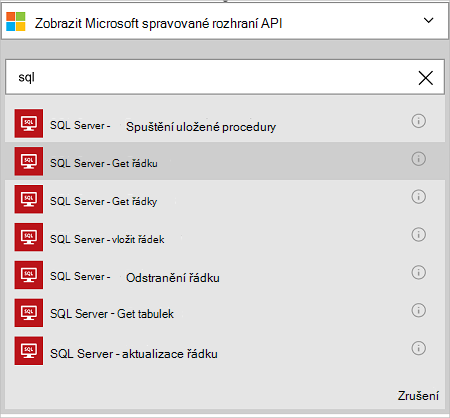 Zobrazit Microsoft spravované rozhraní API
sql
SQL Server - Spuštění uložené procedury
SQL Server - Get řádku
SQL Server - Get řádky
SQL Server - vložit řádek
SQL Server - Odstranění řádku
SQL Server - Get tabulek
SQL Server - aktualizace řádku
Zrušení